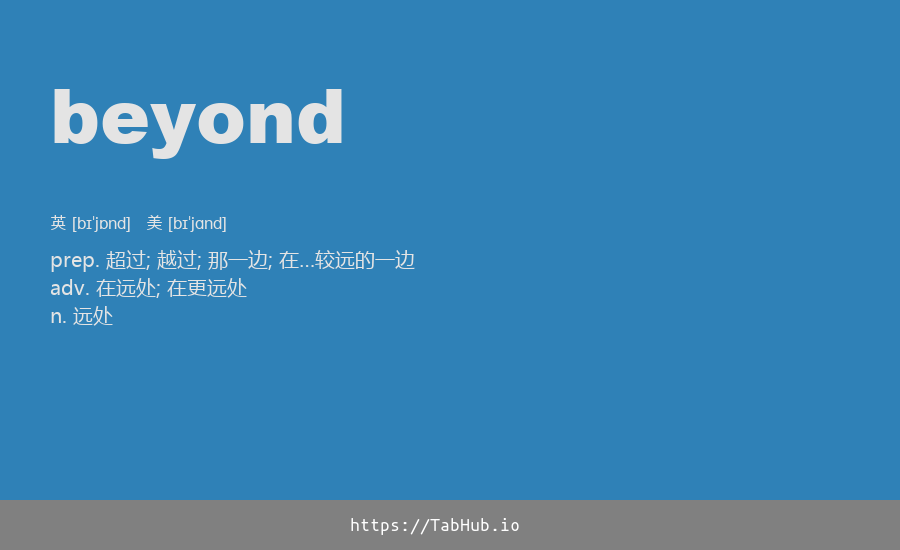 beyond
英 [bɪˈjɒnd] 美 [bɪˈjɑnd]
prep. 超过; 越过; 那一边; 在...较远的一边
adv. 在远处; 在更远处
n. 远处
https://TabHub.io